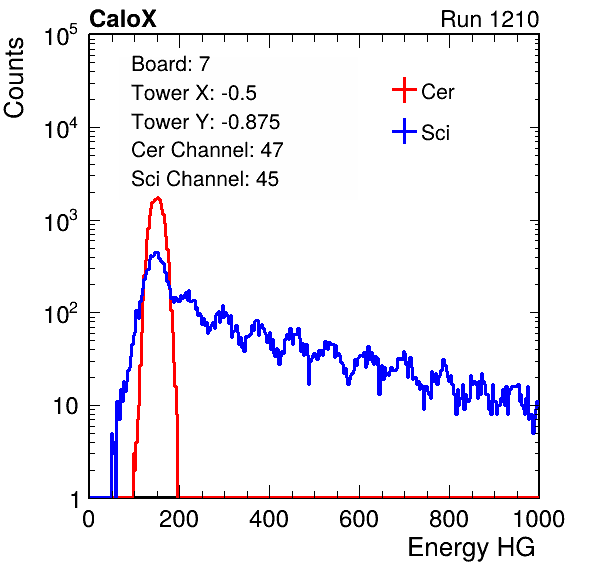 CaloX Run 1210
Counts
10^5
Board: 7
Tower X: -0.5
Tower Y: -0.875
Cer Channel: 47
Sci Channel: 45
Cer
Sci
10^4
10^3
10^2
10
1
0 200 400 600 800 1000
Energy HG